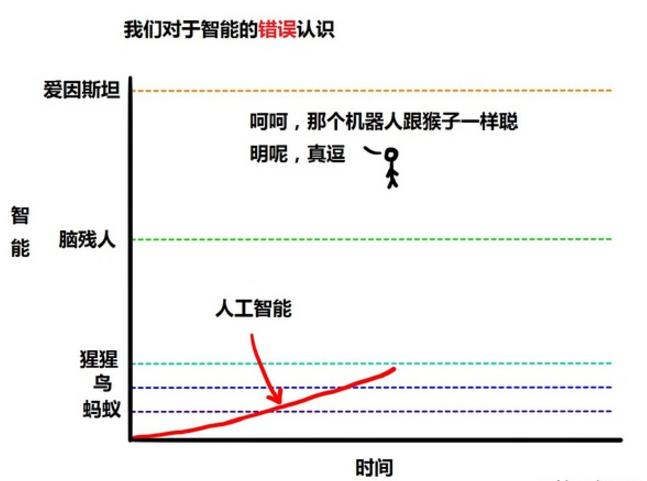 我们对于智能的错误认识
爱因斯坦
呵呵，那个机器人跟猴子一样聪
明呢，真逗
智
能
脑残人
人工智能
猩猩
鸟
蚂蚁
时间